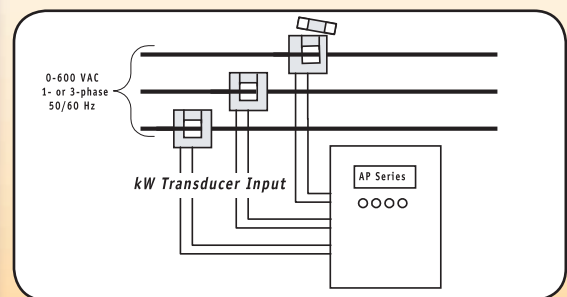 0-600 VAC
1- or 3-phase
50/60 Hz
kW Transducer Input
AP Series